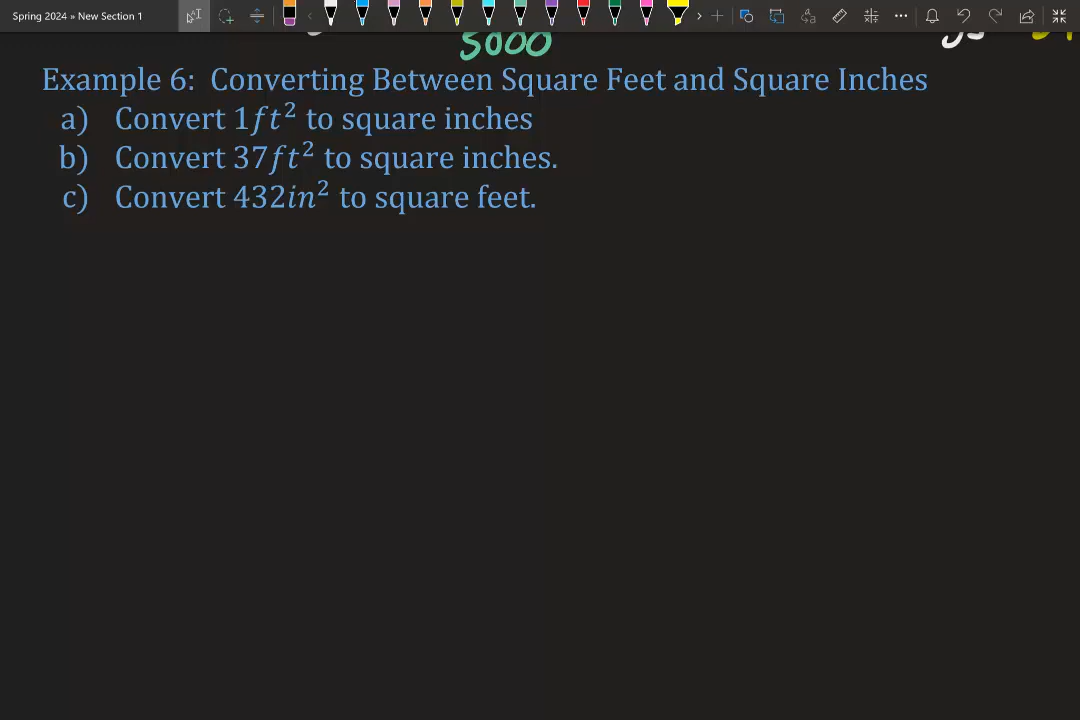 Spring 2024 » New Section 1
5000
Example 6: Converting Between Square Feet and Square Inches
a) Convert 1ft² to square inches
b) Convert 37ft² to square inches.
c) Convert 432in² to square feet.